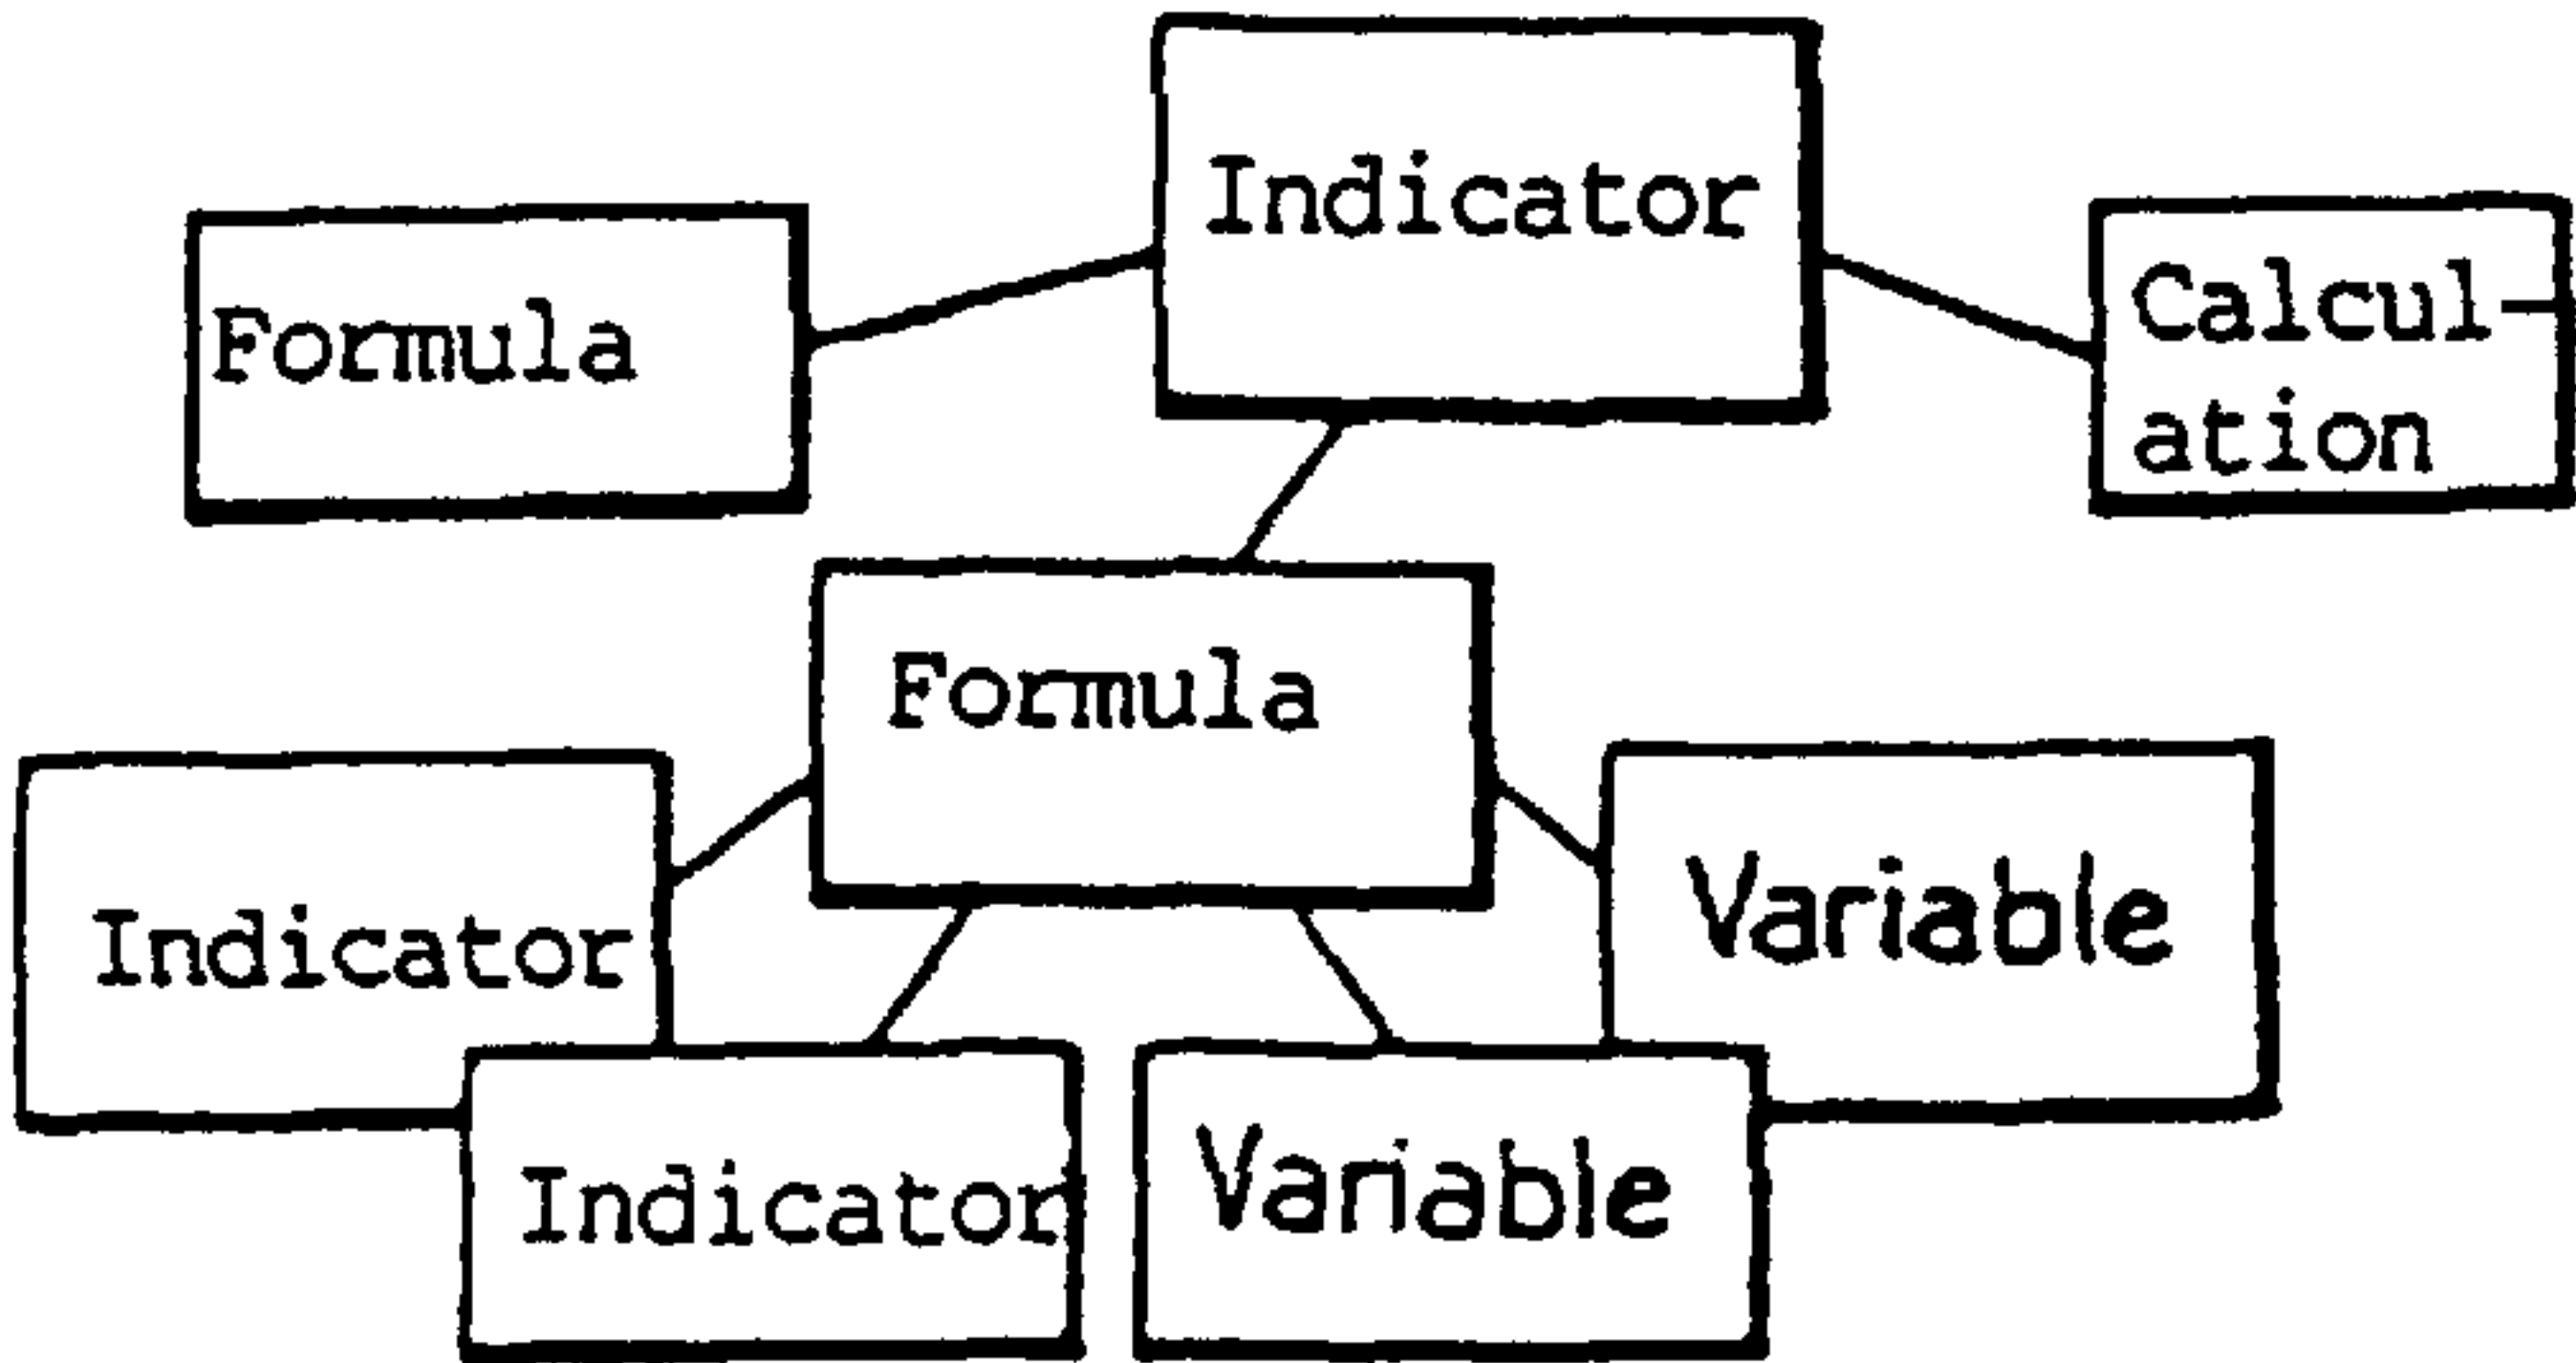 Indicator
Formula
Calcul-
ation
Formula
Indicator
Variable
Indicator
Variable